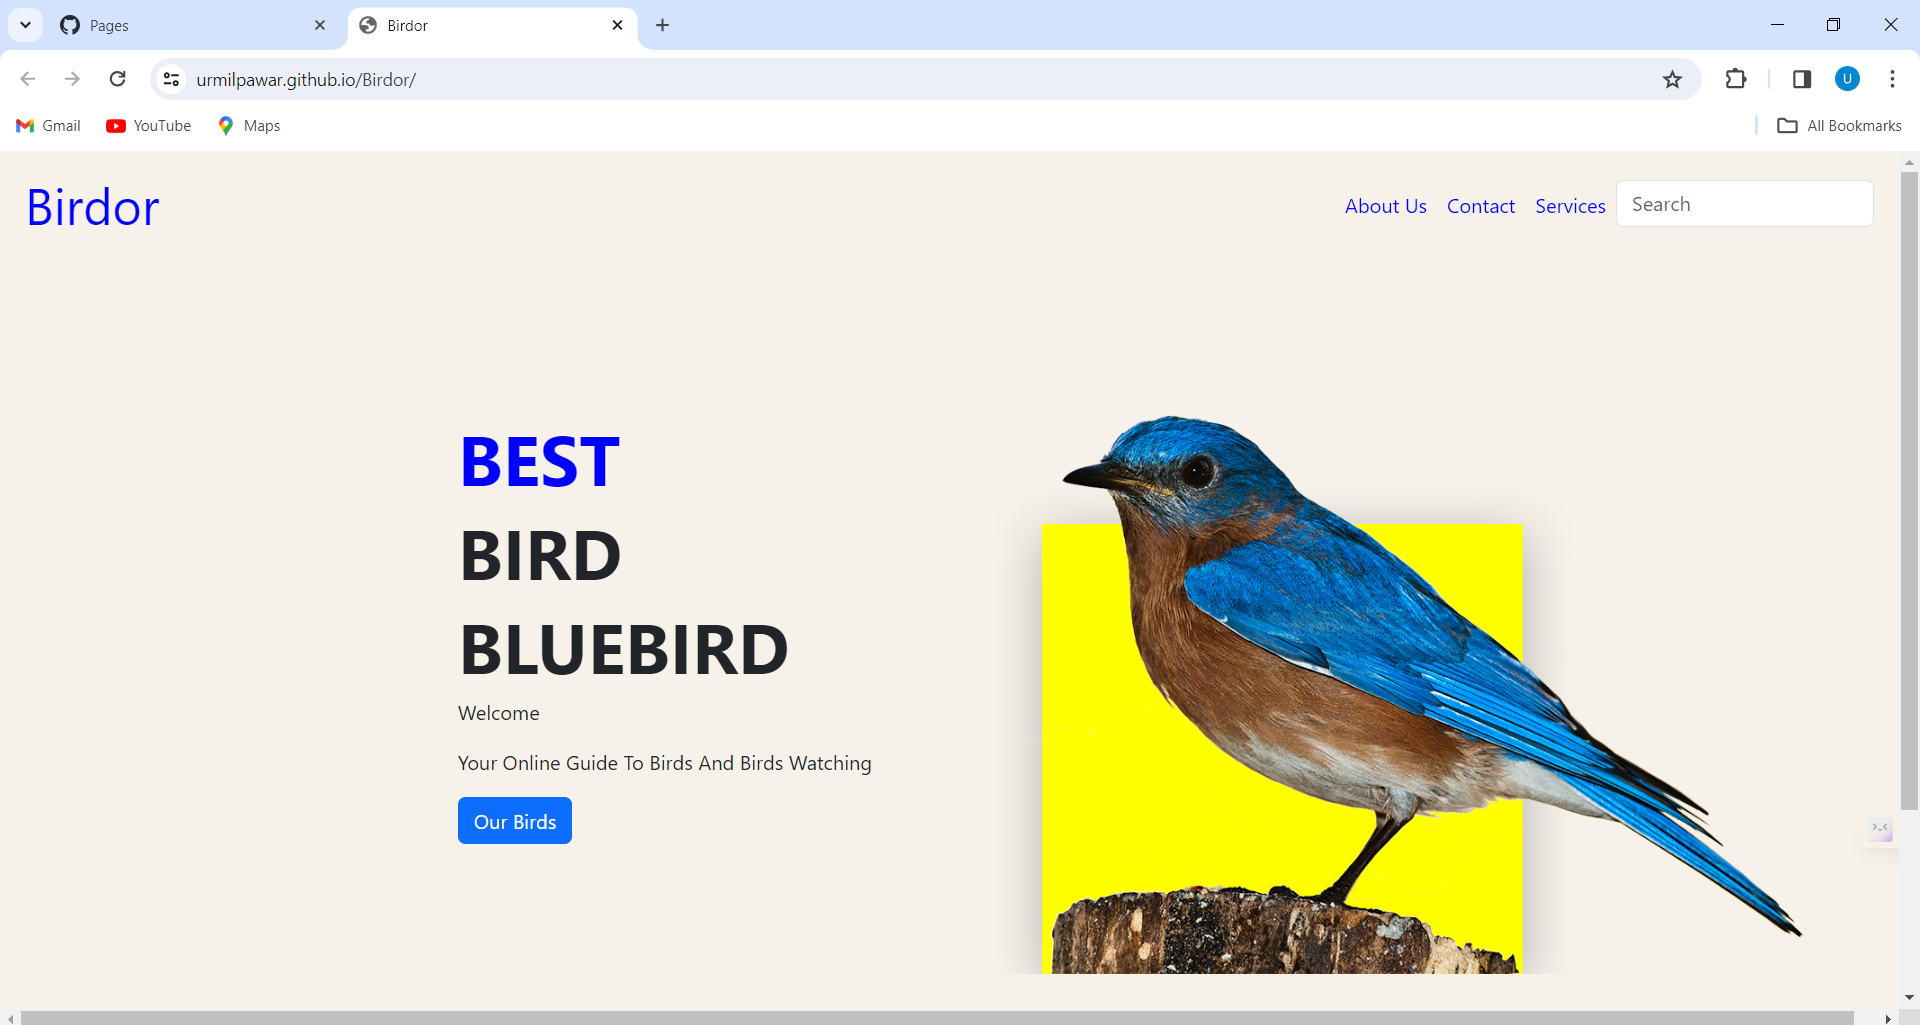 Pages
Birdor
urmilpawar.github.io/Birdor/
U
Gmail
YouTube
Maps
All Bookmarks
Birdor
About Us
Contact
Services
Search
BEST
BIRD
BLUEBIRD
Welcome
Your Online Guide To Birds And Birds Watching
Our Birds